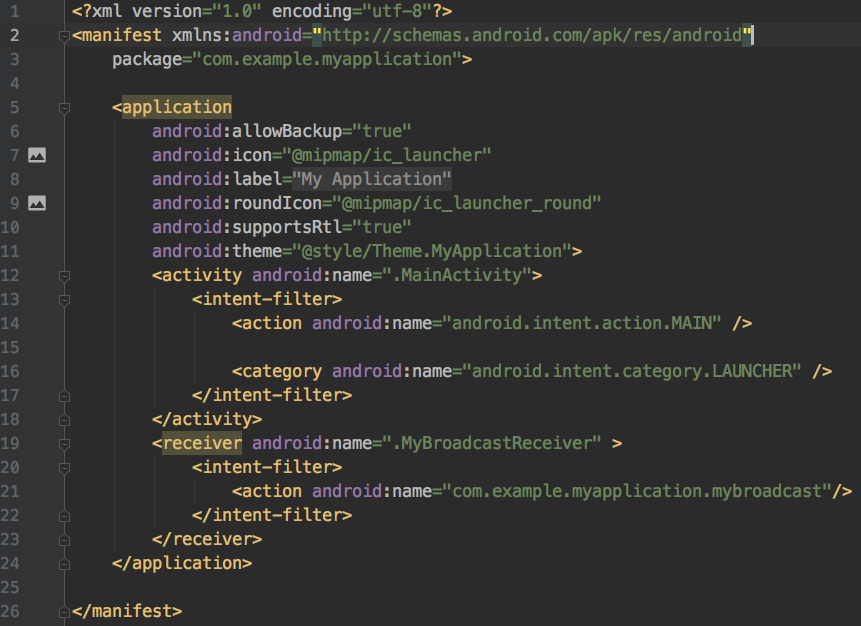 1 <?xml version="1.0" encoding="utf-8"?>
2 <manifest xmlns:android="http://schemas.android.com/apk/res/android"
3     package="com.example.myapplication">
4
5     <application
6         android:allowBackup="true"
7         android:icon="@mipmap/ic_launcher"
8         android:label="My Application"
9         android:roundIcon="@mipmap/ic_launcher_round"
10         android:supportsRtl="true"
11         android:theme="@style/Theme.MyApplication">
12         <activity android:name=".MainActivity">
13             <intent-filter>
14                 <action android:name="android.intent.action.MAIN" />
15
16                 <category android:name="android.intent.category.LAUNCHER" />
17             </intent-filter>
18         </activity>
19         <receiver android:name=".MyBroadcastReceiver" >
20             <intent-filter>
21                 <action android:name="com.example.myapplication.mybroadcast"/>
22             </intent-filter>
23         </receiver>
24     </application>
25
26 </manifest>